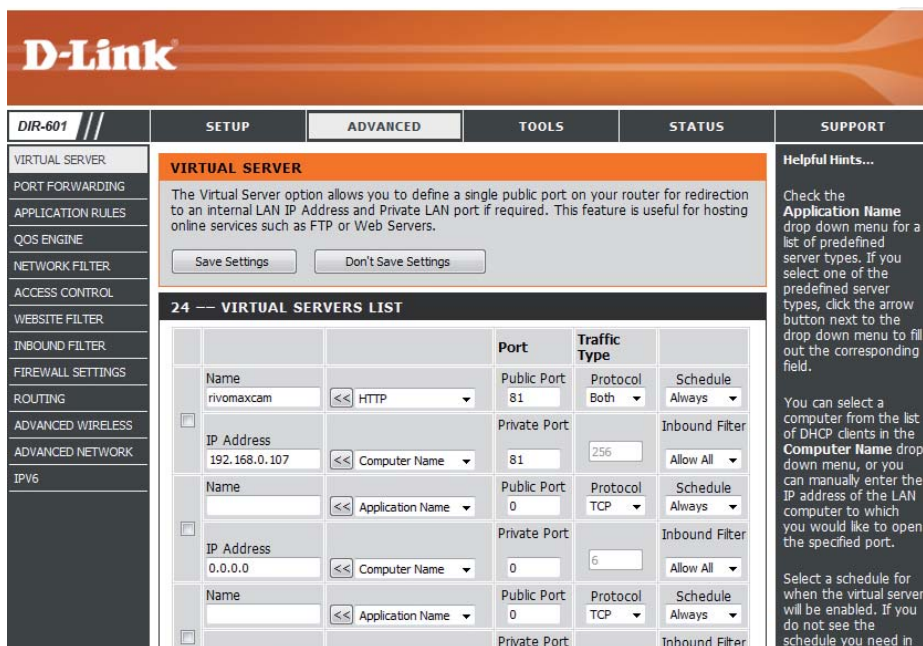 D-Link
DIR-601
SETUP
ADVANCED
TOOLS
STATUS
SUPPORT
VIRTUAL SERVER
PORT FORWARDING
APPLICATION RULES
QOS ENGINE
NETWORK FILTER
ACCESS CONTROL
WEBSITE FILTER
INBOUND FILTER
FIREWALL SETTINGS
ROUTING
ADVANCED WIRELESS
ADVANCED NETWORK
IPV6
VIRTUAL SERVER
The Virtual Server option allows you to define a single public port on your router for redirection
to an internal LAN IP Address and Private LAN port if required. This feature is useful for hosting
online services such as FTP or Web Servers.
Save Settings Don't Save Settings
24 -- VIRTUAL SERVERS LIST
Port Traffic Type
Name Public Port Protocol Schedule
rivomaxcam << HTTP 81 Both Always
Private Port Inbound Filter
IP Address
192.168.0.107 << Computer Name 81 256 Allow All
Name Public Port Protocol Schedule
<< Application Name 0 TCP Always
Private Port Inbound Filter
IP Address
0.0.0.0 << Computer Name 0 6 Allow All
Name Public Port Protocol Schedule
<< Application Name 0 TCP Always
Private Port Inbound Filter
Helpful Hints...
Check the
Application Name
drop down menu for a
list of predefined
server types. If you
select one of the
predefined server
types, click the arrow
button next to the
drop down menu to fill
out the corresponding
field.
You can select a
computer from the list
of DHCP clients in the
Computer Name drop
down menu, or you
can manually enter the
IP address of the LAN
computer to which
you would like to open
the specified port.
Select a schedule for
when the virtual server
will be enabled. If you
do not see the
schedule you need in